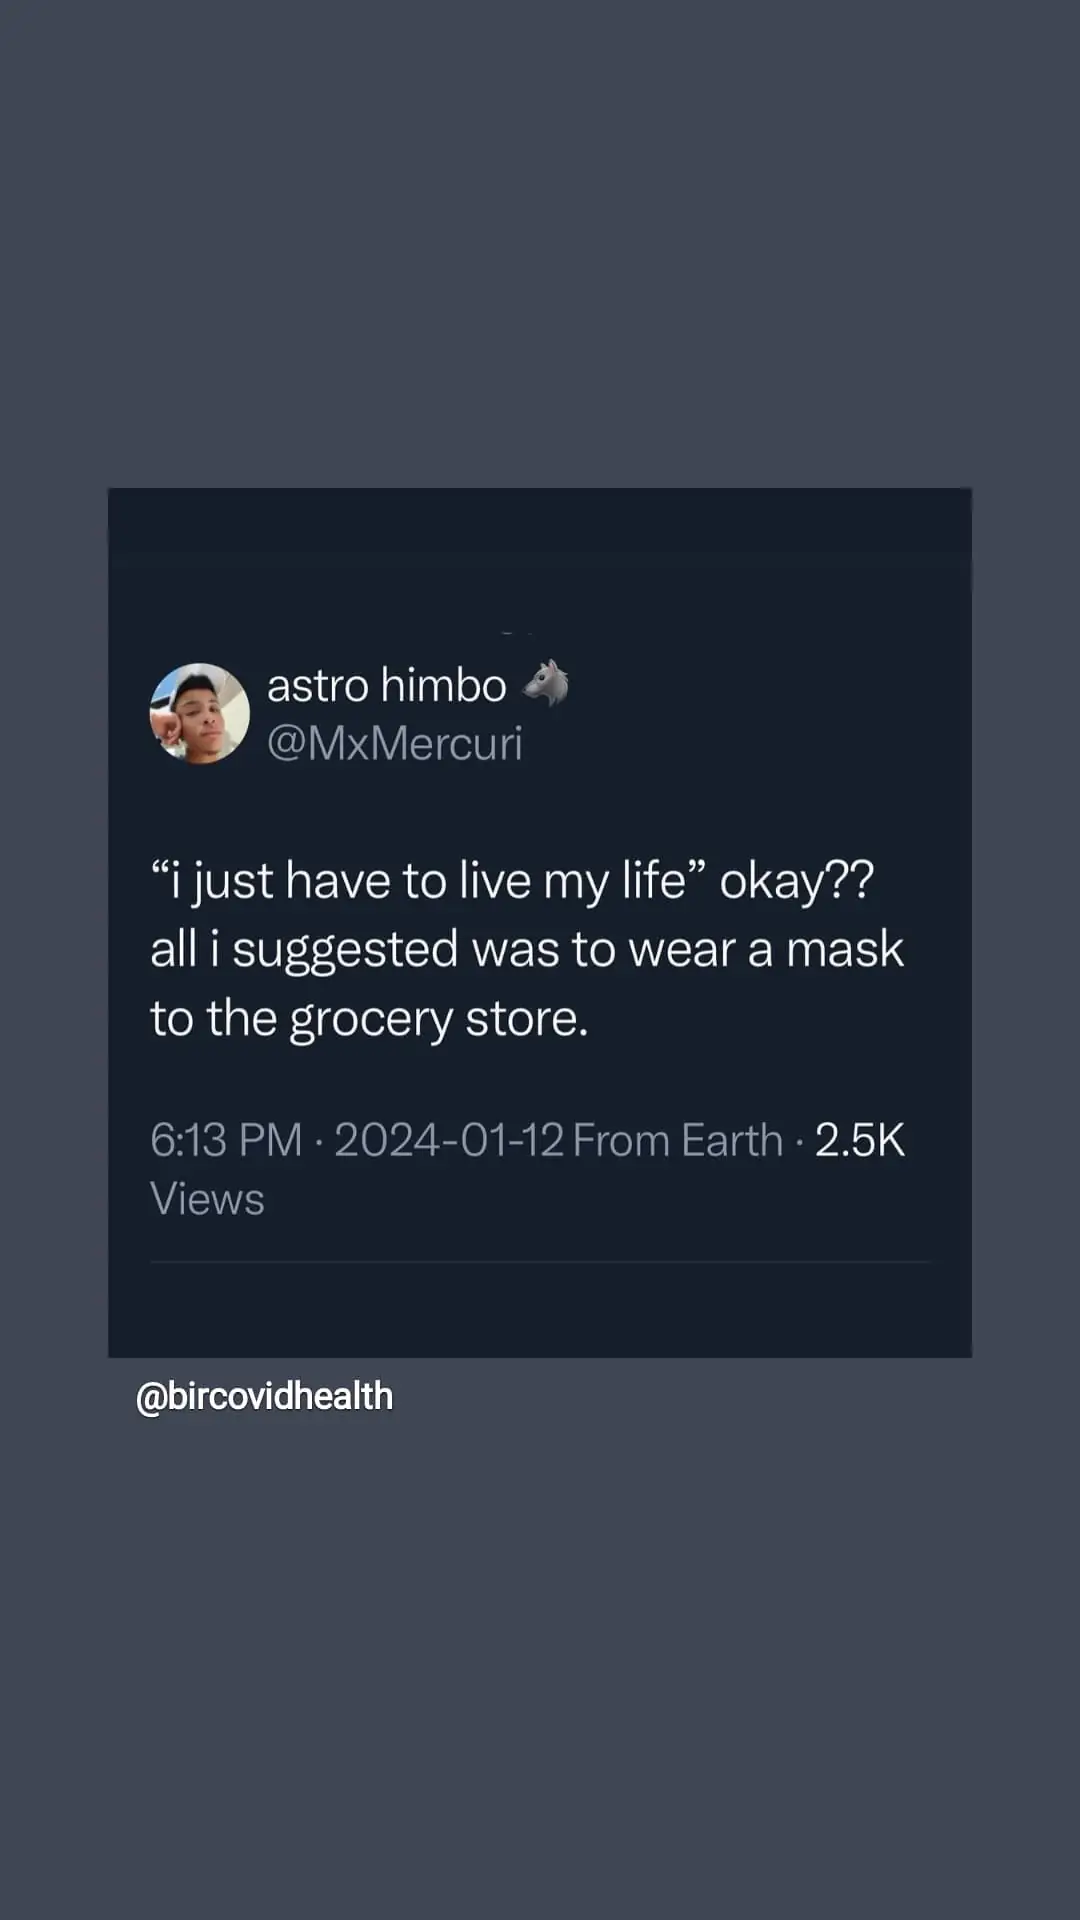 astro himbo 🐺
@MxMercuri
“i just have to live my life” okay??
all i suggested was to wear a mask
to the grocery store.
6:13 PM · 2024-01-12 From Earth · 2.5K
Views
@bircovidhealth